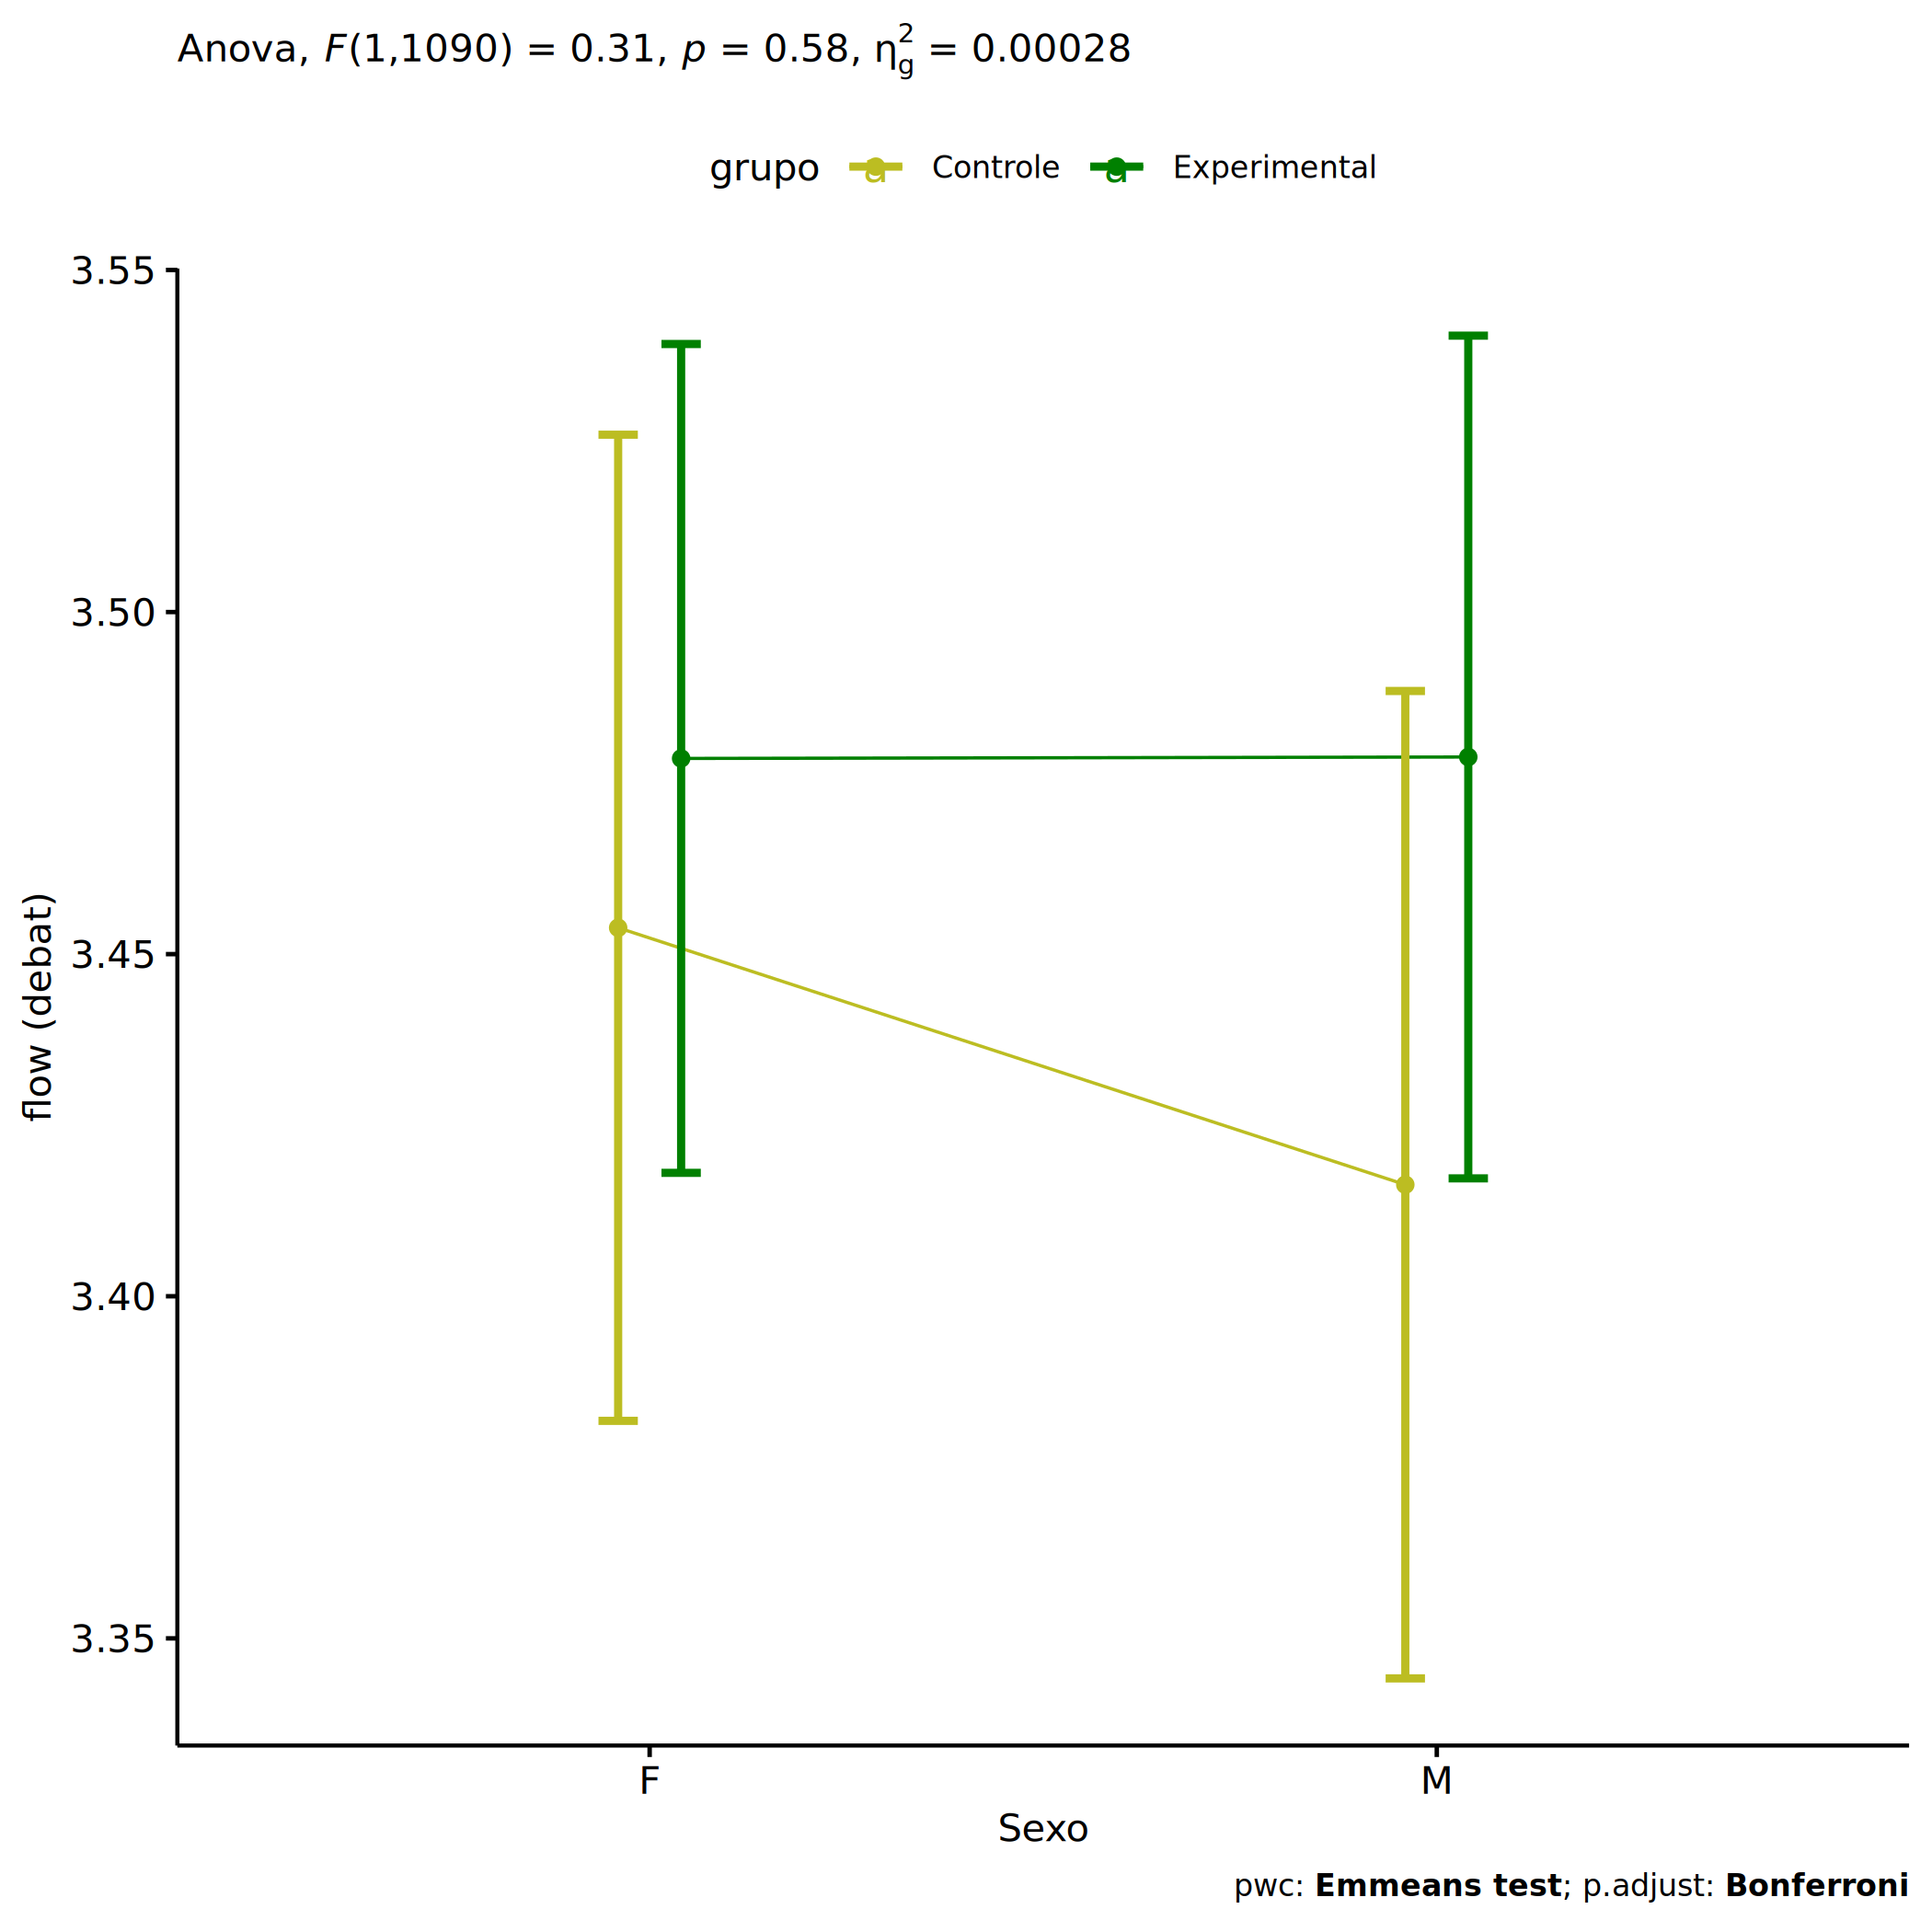 Anova, F(1,1090) = 0.31, p = 0.58, η²g = 0.00028
grupo a Controle a Experimental
3.55
3.50
3.45
3.40
3.35
flow (debat)
F M
Sexo
pwc: Emmeans test; p.adjust: Bonferroni